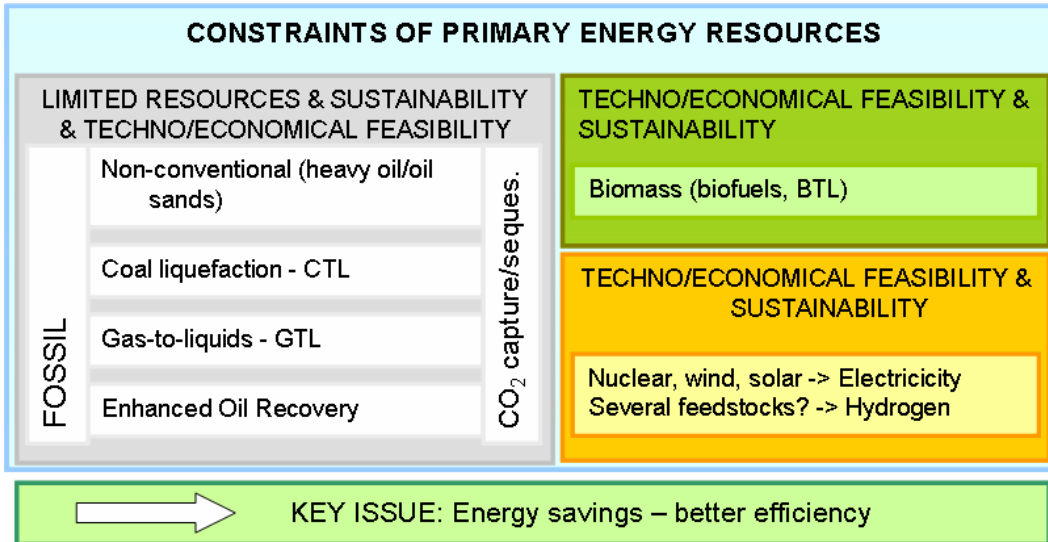 CONSTRAINTS OF PRIMARY ENERGY RESOURCES
LIMITED RESOURCES & SUSTAINABILITY
& TECHNO/ECONOMICAL FEASIBILITY
FOSSIL
Non-conventional (heavy oil/oil
sands)
Coal liquefaction - CTL
Gas-to-liquids - GTL
Enhanced Oil Recovery
CO₂ capture/seques.
TECHNO/ECONOMICAL FEASIBILITY &
SUSTAINABILITY
Biomass (biofuels, BTL)
TECHNO/ECONOMICAL FEASIBILITY &
SUSTAINABILITY
Nuclear, wind, solar -> Electricicity
Several feedstocks? -> Hydrogen
KEY ISSUE: Energy savings – better efficiency